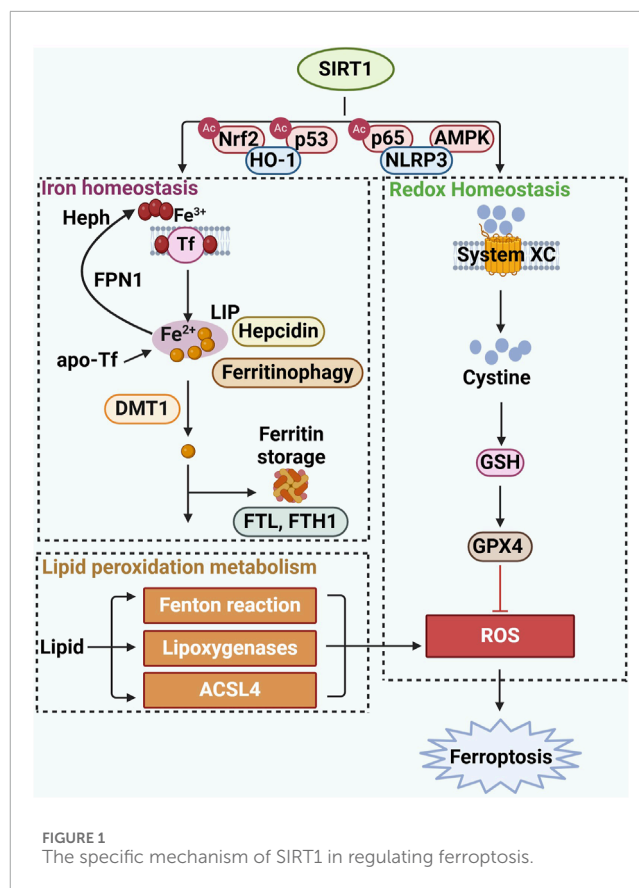 SIRT1
Ac
Nrf2
Ac
p53
HO-1
Ac
p65
AMPK
NLRP3
Iron homeostasis
Heph
Fe³⁺
Tf
FPN1
LIP
Fe²⁺
Hepcidin
apo-Tf
Ferritinophagy
DMT1
Ferritin
storage
FTL, FTH1
Redox Homeostasis
System XC
Cystine
GSH
GPX4
ROS
Ferroptosis
Lipid peroxidation metabolism
Lipid
Fenton reaction
Lipoxygenases
ACSL4
FIGURE 1
The specific mechanism of SIRT1 in regulating ferroptosis.